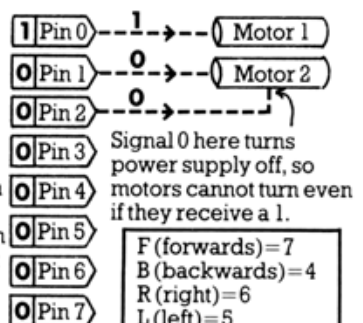 1 Pin 0 1 Motor 1
0 Pin 1 0 Motor 2
0 Pin 2 0
0 Pin 3
0 Pin 4
0 Pin 5
0 Pin 6
0 Pin 7
Signal 0 here turns
power supply off, so
motors cannot turn even
if they receive a 1.
F (forwards)=7
B (backwards)=4
R (right)=6
L (left)=5